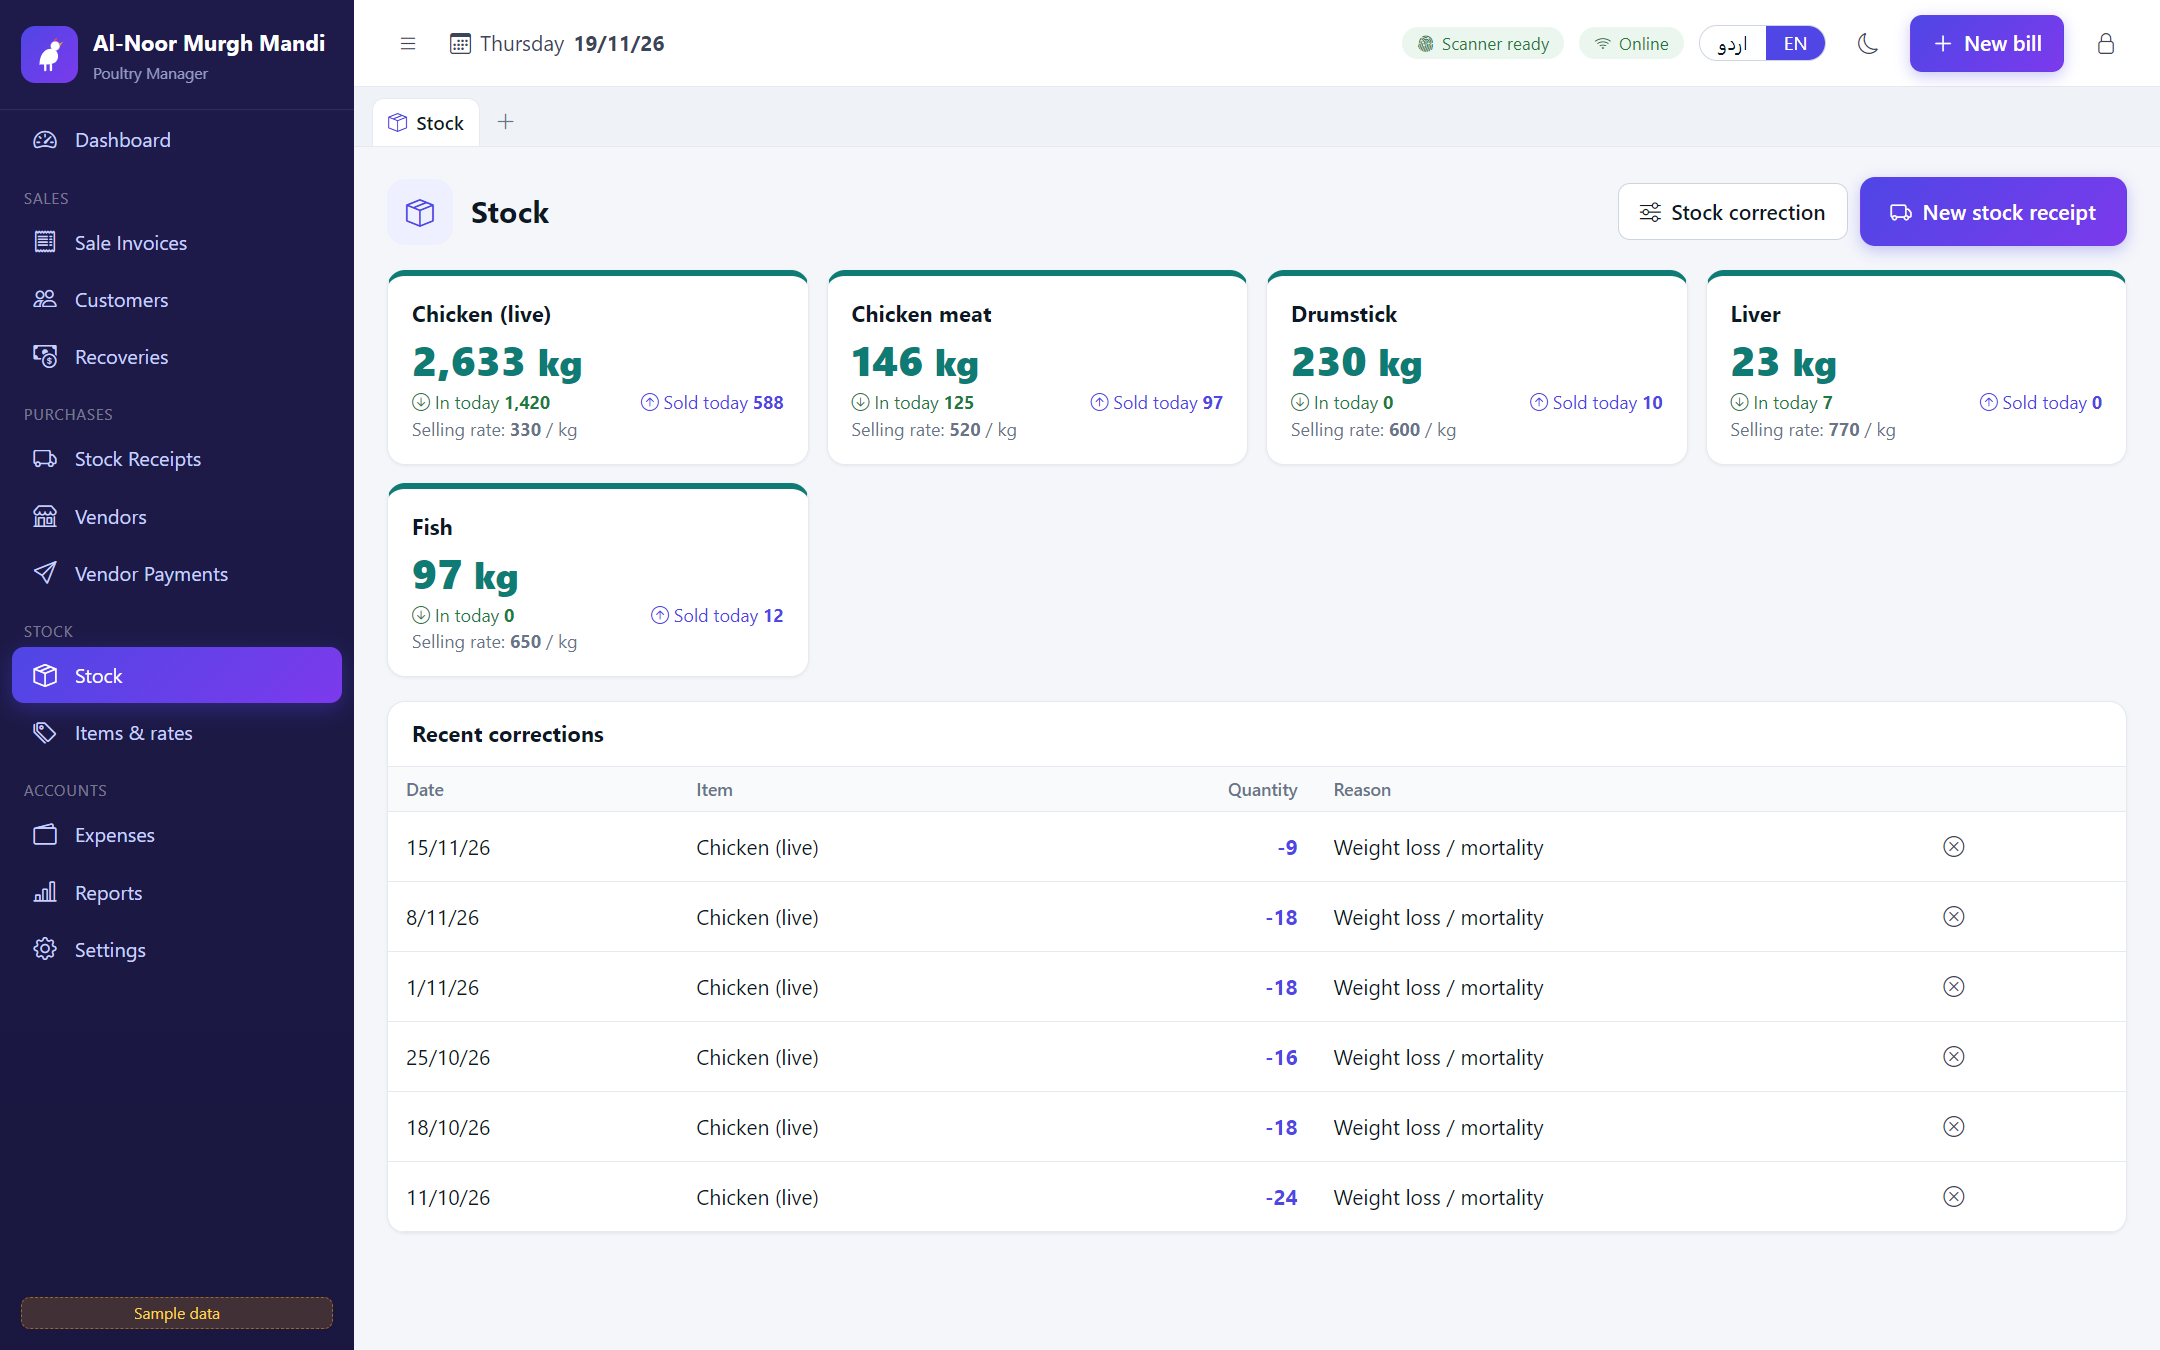 Al-Noor Murgh Mandi
Poultry Manager
Dashboard
SALES
Sale Invoices
Customers
Recoveries
PURCHASES
Stock Receipts
Vendors
Vendor Payments
STOCK
Stock
Items & rates
ACCOUNTS
Expenses
Reports
Settings
Sample data
Thursday 19/11/26
Scanner ready
Online
اردو
EN
+ New bill
Stock
Stock
Stock correction
New stock receipt
Chicken (live)
2,633 kg
In today 1,420 Sold today 588
Selling rate: 330 / kg
Chicken meat
146 kg
In today 125 Sold today 97
Selling rate: 520 / kg
Drumstick
230 kg
In today 0 Sold today 10
Selling rate: 600 / kg
Liver
23 kg
In today 7 Sold today 0
Selling rate: 770 / kg
Fish
97 kg
In today 0 Sold today 12
Selling rate: 650 / kg
Recent corrections
Date Item Quantity Reason
15/11/26 Chicken (live) -9 Weight loss / mortality
8/11/26 Chicken (live) -18 Weight loss / mortality
1/11/26 Chicken (live) -18 Weight loss / mortality
25/10/26 Chicken (live) -16 Weight loss / mortality
18/10/26 Chicken (live) -18 Weight loss / mortality
11/10/26 Chicken (live) -24 Weight loss / mortality